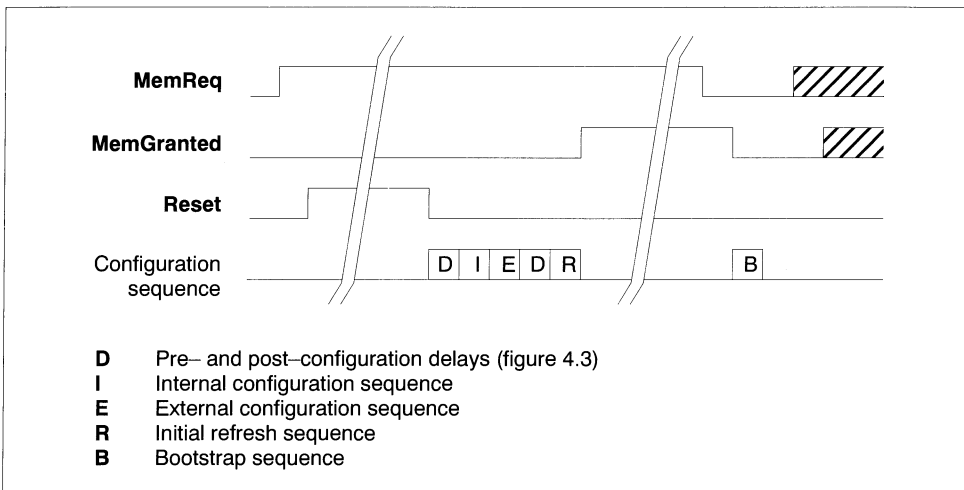 MemReq
MemGranted
Reset
Configuration
sequence
D I E D R
B
D Pre– and post–configuration delays (figure 4.3)
I Internal configuration sequence
E External configuration sequence
R Initial refresh sequence
B Bootstrap sequence